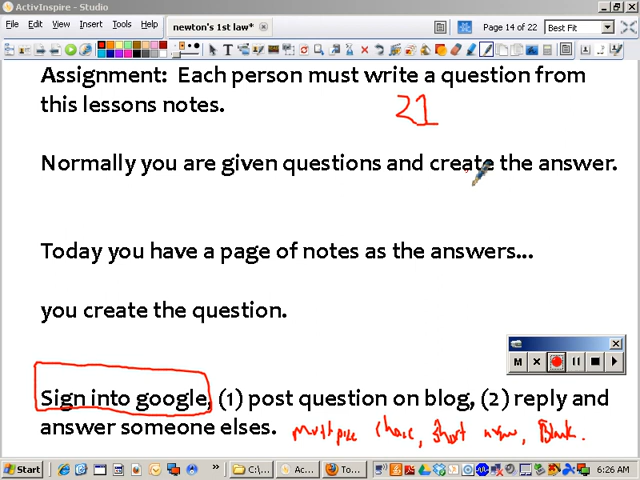 ActivInspire - Studio
File Edit View Insert Tools Help newton's 1st law* Page 14 of 22 Best Fit
Assignment: Each person must write a question from
this lessons notes.
21
Normally you are given questions and create the answer.
Today you have a page of notes as the answers...
you create the question.
Sign into google, (1) post question on blog, (2) reply and
answer someone elses.
Short
Blank.
M
Start C:\... Ac... To... 6:26 AM